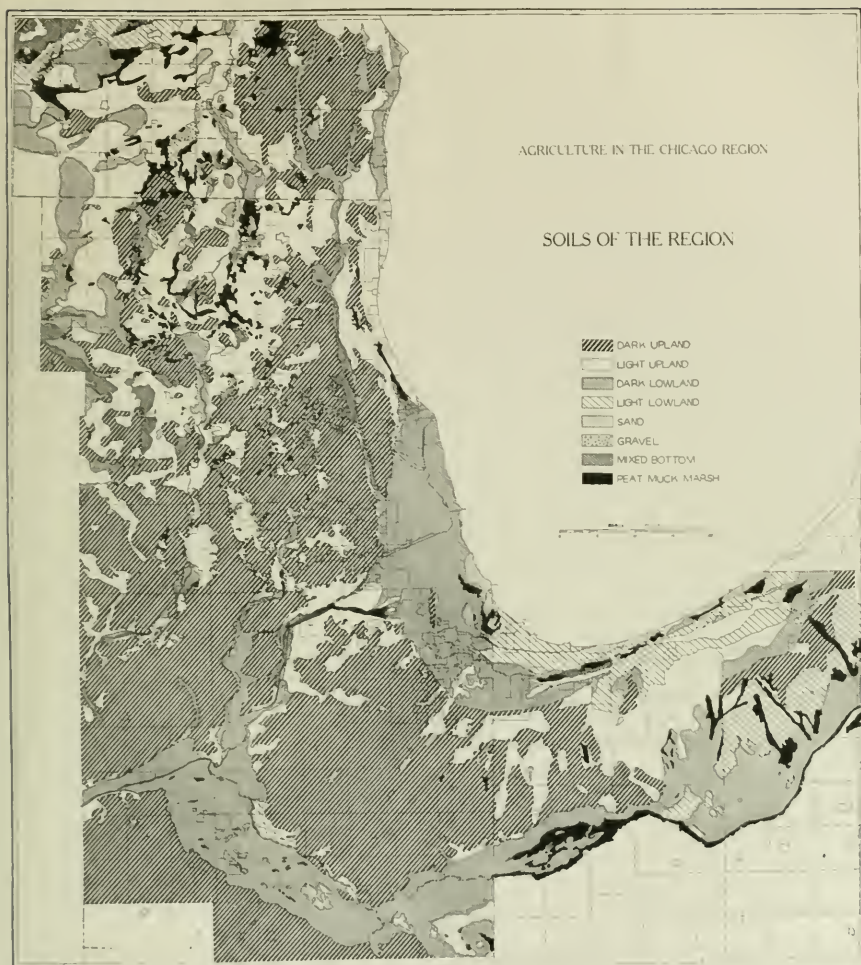 AGRICULTURE IN THE CHICAGO REGION
SOILS OF THE REGION
DARK UPLAND
LIGHT UPLAND
DARK LOWLAND
LIGHT LOWLAND
SAND
GRAVEL
MIXED BOTTOM
PEAT MUCK MARSH